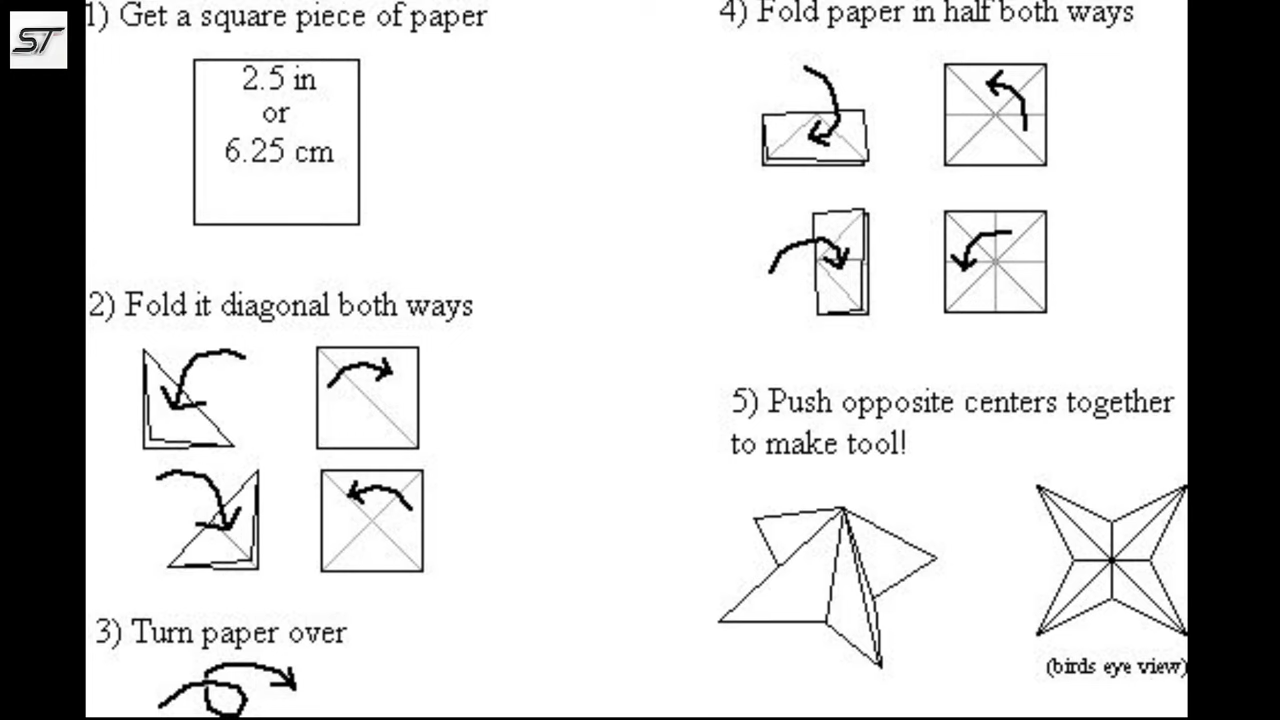 ST
1) Get a square piece of paper
2.5 in
or
6.25 cm
2) Fold it diagonal both ways
3) Turn paper over
4) Fold paper in half both ways
5) Push opposite centers together
to make tool!
(birds eye view)